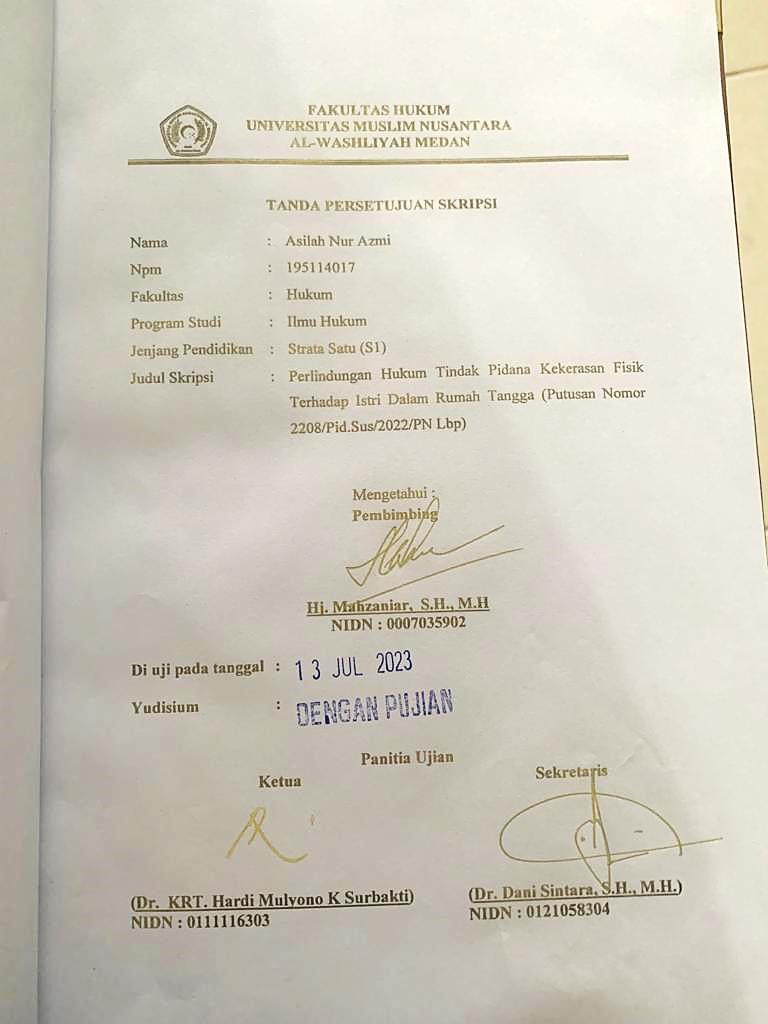 FAKULTAS HUKUM
UNIVERSITAS MUSLIM NUSANTARA
AL-WASHLIYAH MEDAN
TANDA PERSETUJUAN SKRIPSI
Nama : Asilah Nur Azmi
Npm : 195114017
Fakultas : Hukum
Program Studi : Ilmu Hukum
Jenjang Pendidikan : Strata Satu (S1)
Judul Skripsi : Perlindungan Hukum Tindak Pidana Kekerasan Fisik
Terhadap Istri Dalam Rumah Tangga (Putusan Nomor
2208/Pid.Sus/2022/PN Lbp)
Mengetahui :
Pembimbing
Hj. Mahzaniar, S.H., M.H
NIDN : 0007035902
Di uji pada tanggal : 13 JUL 2023
Yudisium : DENGAN PUJIAN
Panitia Ujian
Ketua Sekretaris
(Dr. KRT. Hardi Mulyono K Surbakti) (Dr. Dani Sintara, S.H., M.H.)
NIDN : 0111116303 NIDN : 0121058304